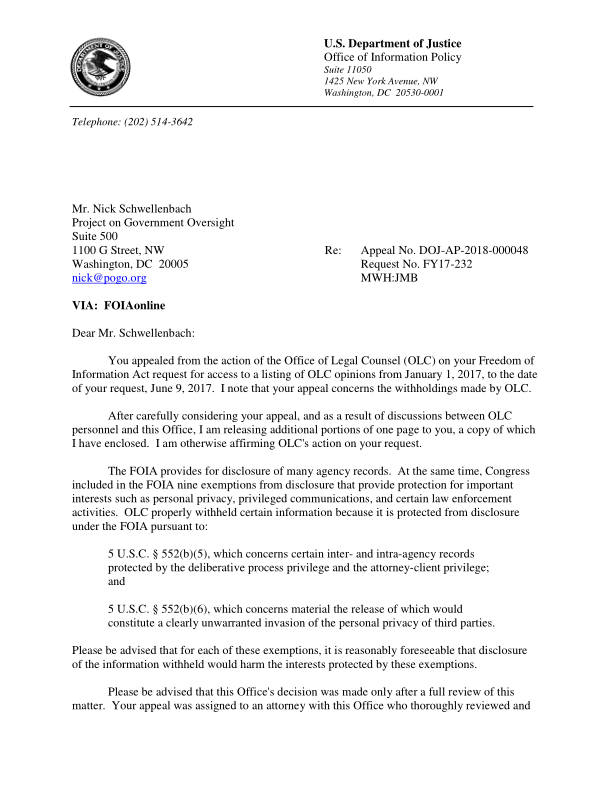 U.S. Department of Justice
Office of Information Policy
Suite 11050
1425 New York Avenue, NW
Washington, DC  20530-0001
Telephone: (202) 514-3642
Mr. Nick Schwellenbach
Project on Government Oversight
Suite 500
1100 G Street, NW
Washington, DC  20005
nick@pogo.org
Re: Appeal No. DOJ-AP-2018-000048
Request No. FY17-232
MWH:JMB
VIA:  FOIAonline
Dear Mr. Schwellenbach:
You appealed from the action of the Office of Legal Counsel (OLC) on your Freedom of
Information Act request for access to a listing of OLC opinions from January 1, 2017, to the date
of your request, June 9, 2017.  I note that your appeal concerns the withholdings made by OLC.
After carefully considering your appeal, and as a result of discussions between OLC
personnel and this Office, I am releasing additional portions of one page to you, a copy of which
I have enclosed.  I am otherwise affirming OLC's action on your request.
The FOIA provides for disclosure of many agency records.  At the same time, Congress
included in the FOIA nine exemptions from disclosure that provide protection for important
interests such as personal privacy, privileged communications, and certain law enforcement
activities.  OLC properly withheld certain information because it is protected from disclosure
under the FOIA pursuant to:
5 U.S.C. § 552(b)(5), which concerns certain inter- and intra-agency records
protected by the deliberative process privilege and the attorney-client privilege;
and
5 U.S.C. § 552(b)(6), which concerns material the release of which would
constitute a clearly unwarranted invasion of the personal privacy of third parties.
Please be advised that for each of these exemptions, it is reasonably foreseeable that disclosure
of the information withheld would harm the interests protected by these exemptions.
Please be advised that this Office's decision was made only after a full review of this
matter.  Your appeal was assigned to an attorney with this Office who thoroughly reviewed and